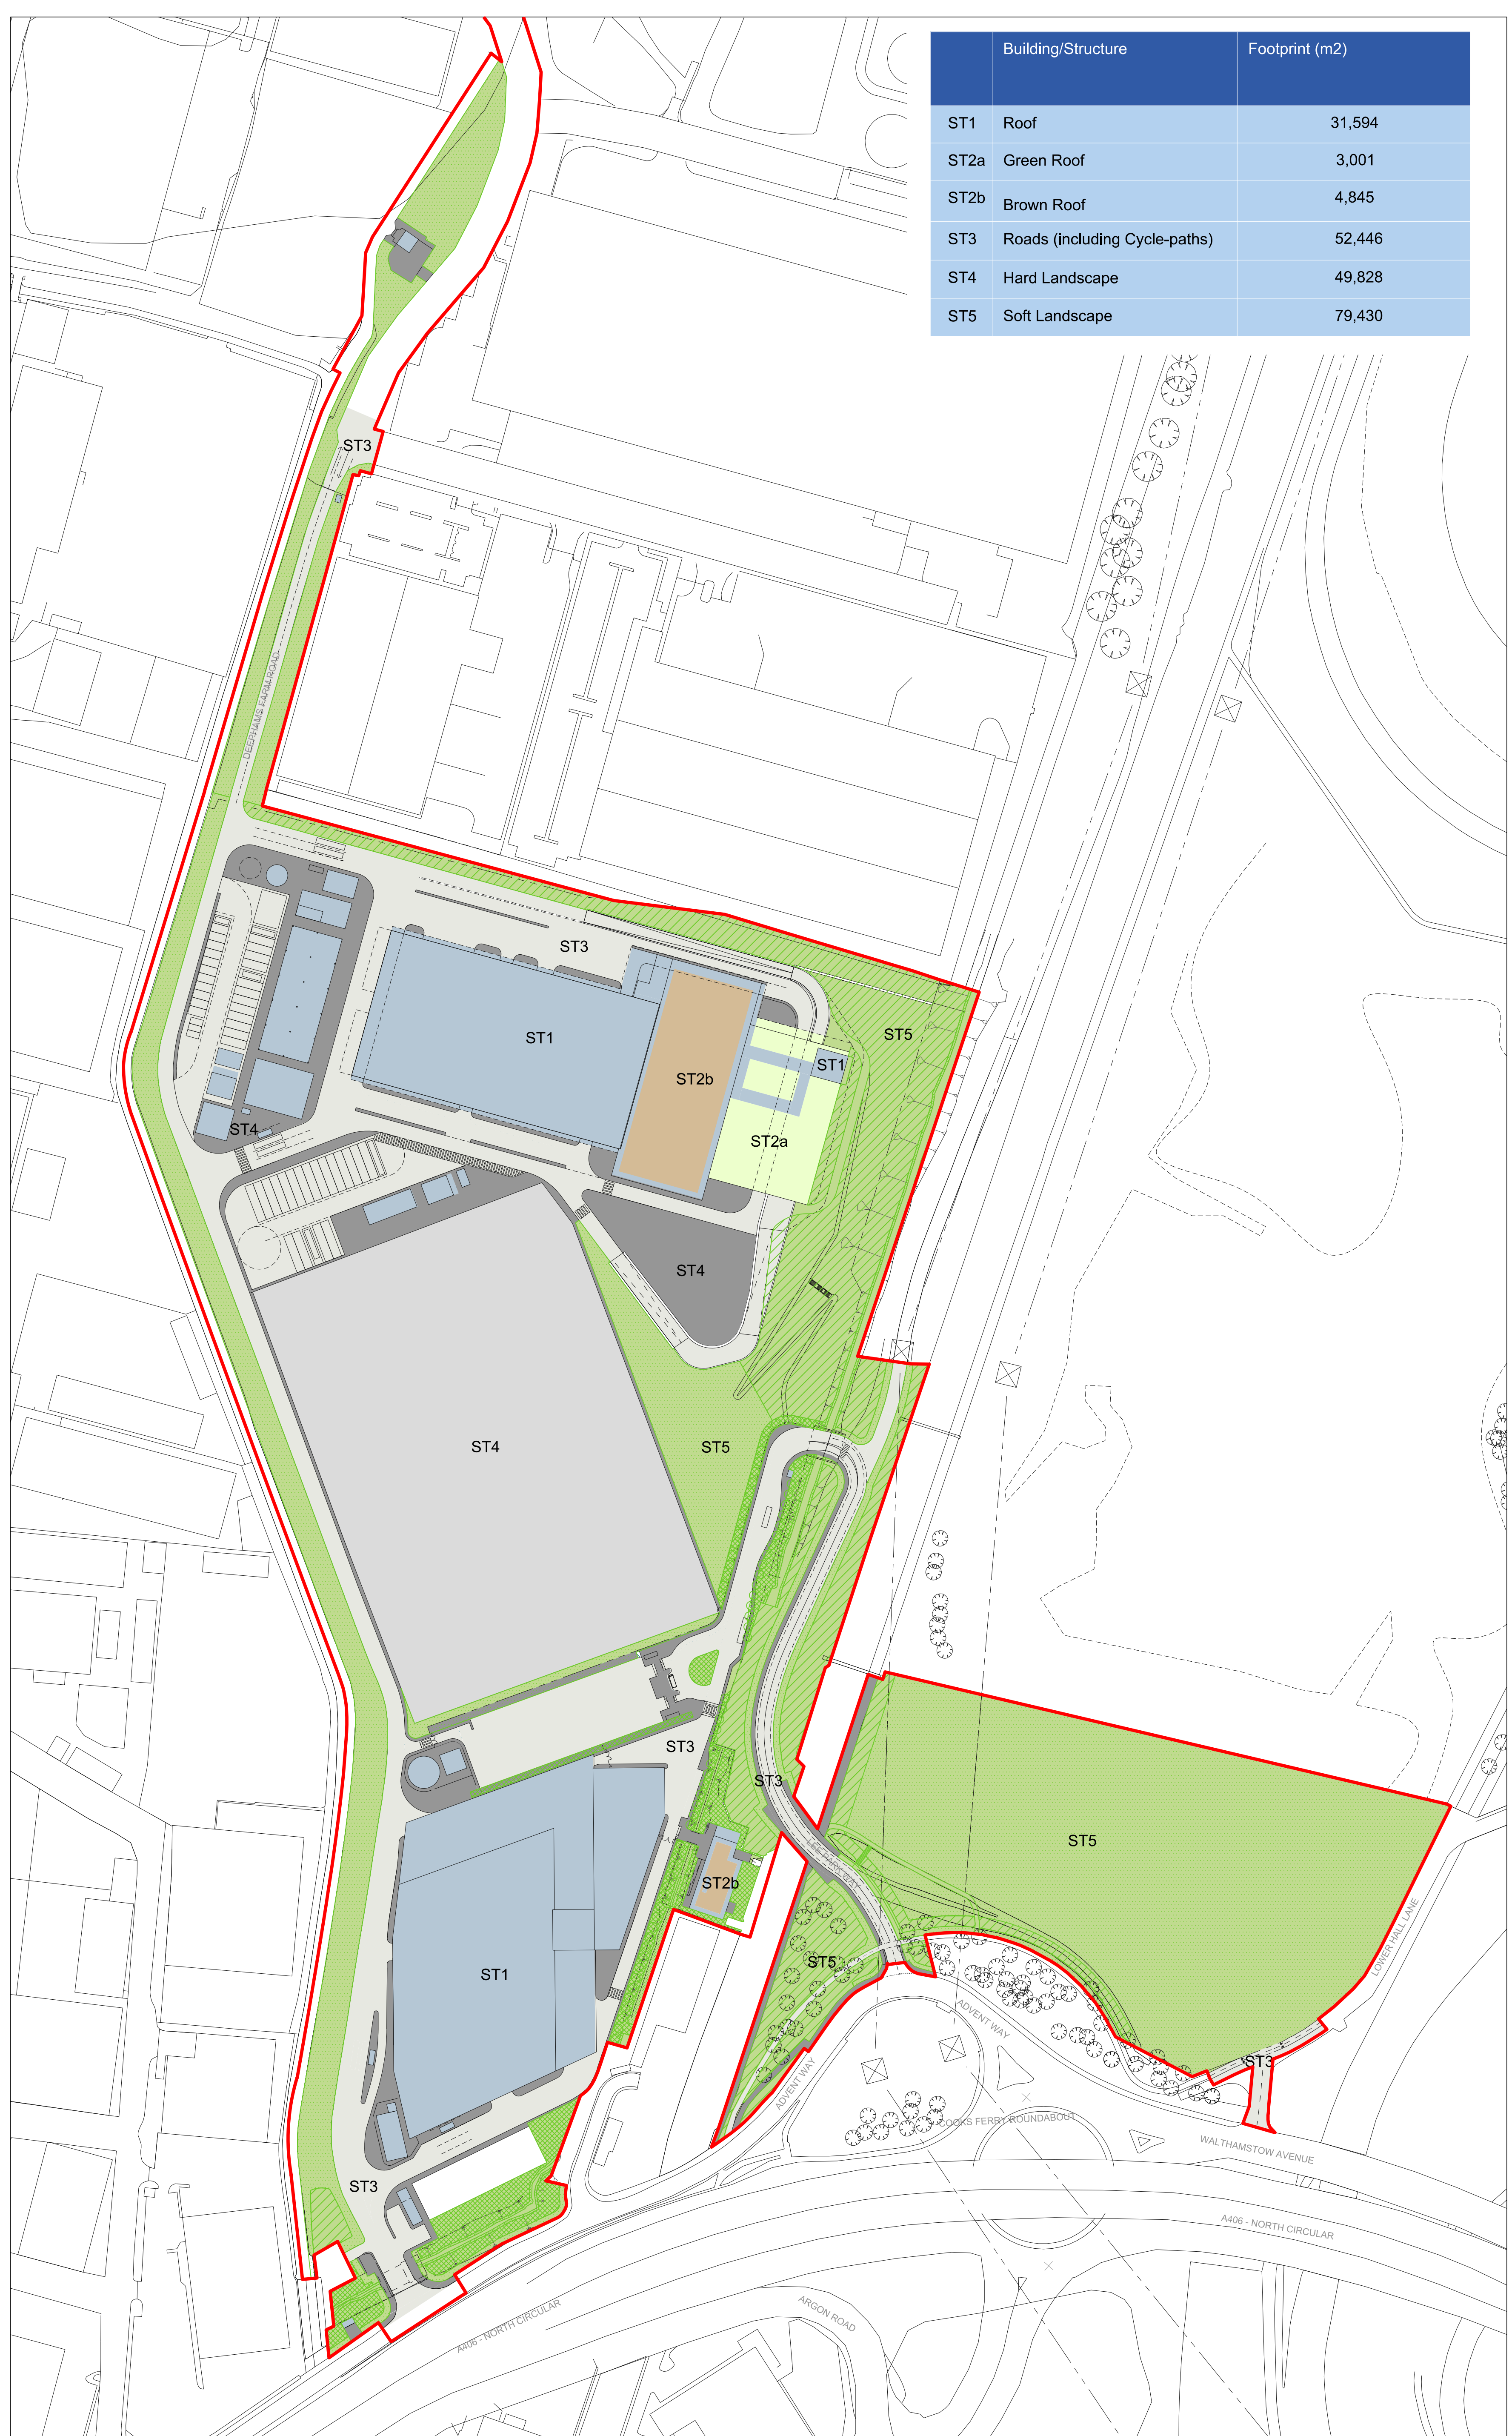 Building/Structure Footprint (m2)
ST1 Roof 31,594
ST2a Green Roof 3,001
ST2b Brown Roof 4,845
ST3 Roads (including Cycle-paths) 52,446
ST4 Hard Landscape 49,828
ST5 Soft Landscape 79,430
ST3
DEEPHAMS FARM ROAD
ST3
ST5
ST1
ST1
ST2b
ST4
ST2a
ST4
ST4
ST5
ST3
ST3
ST5
LEE PARK WAY
ST2b
LOWER HALL LANE
ST5
ST1
ADVENT WAY
ST3
ADVENT WAY
COOKS FERRY ROUNDABOUT
WALTHAMSTOW AVENUE
ST3
A406 - NORTH CIRCULAR
A406 - NORTH CIRCULAR
ARGON ROAD